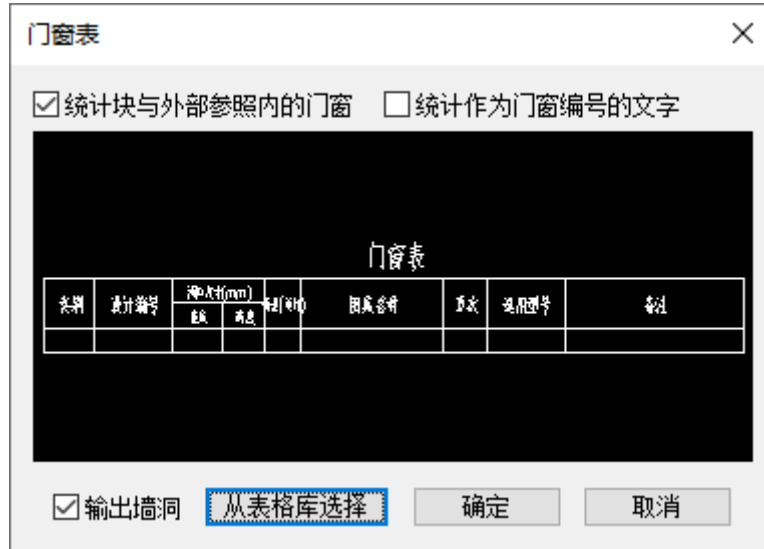 门窗表
统计块与外部参照内的门窗 统计作为门窗编号的文字
门窗表
类别 设计编号 洞口尺寸(mm) 图集名称 页次 选用型号 备注
宽度 高度
输出墙洞 从表格库选择 确定 取消